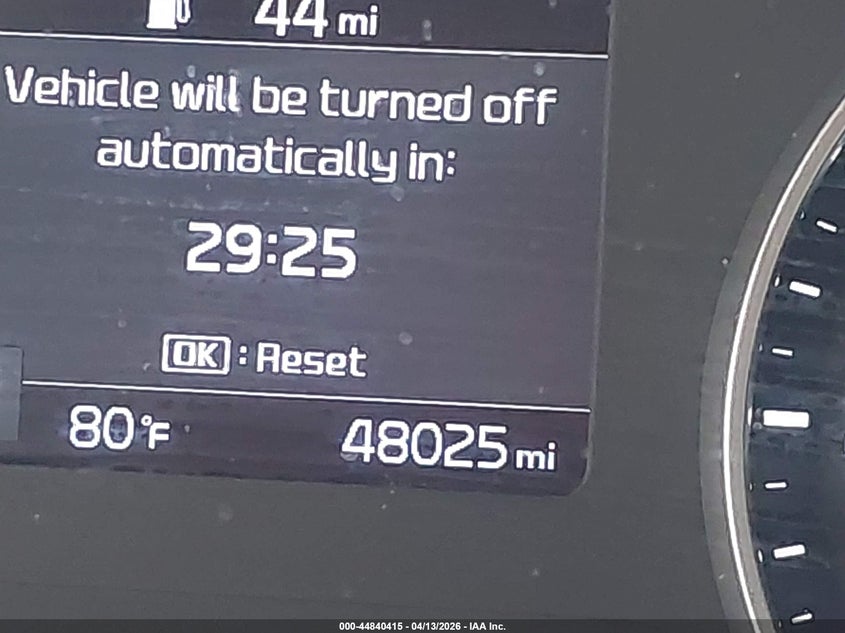 44 mi
Vehicle will be turned off
automatically in:
29:25
OK : Reset
80°F 48025 mi
000-44840415 - 04/13/2026 - IAA Inc.